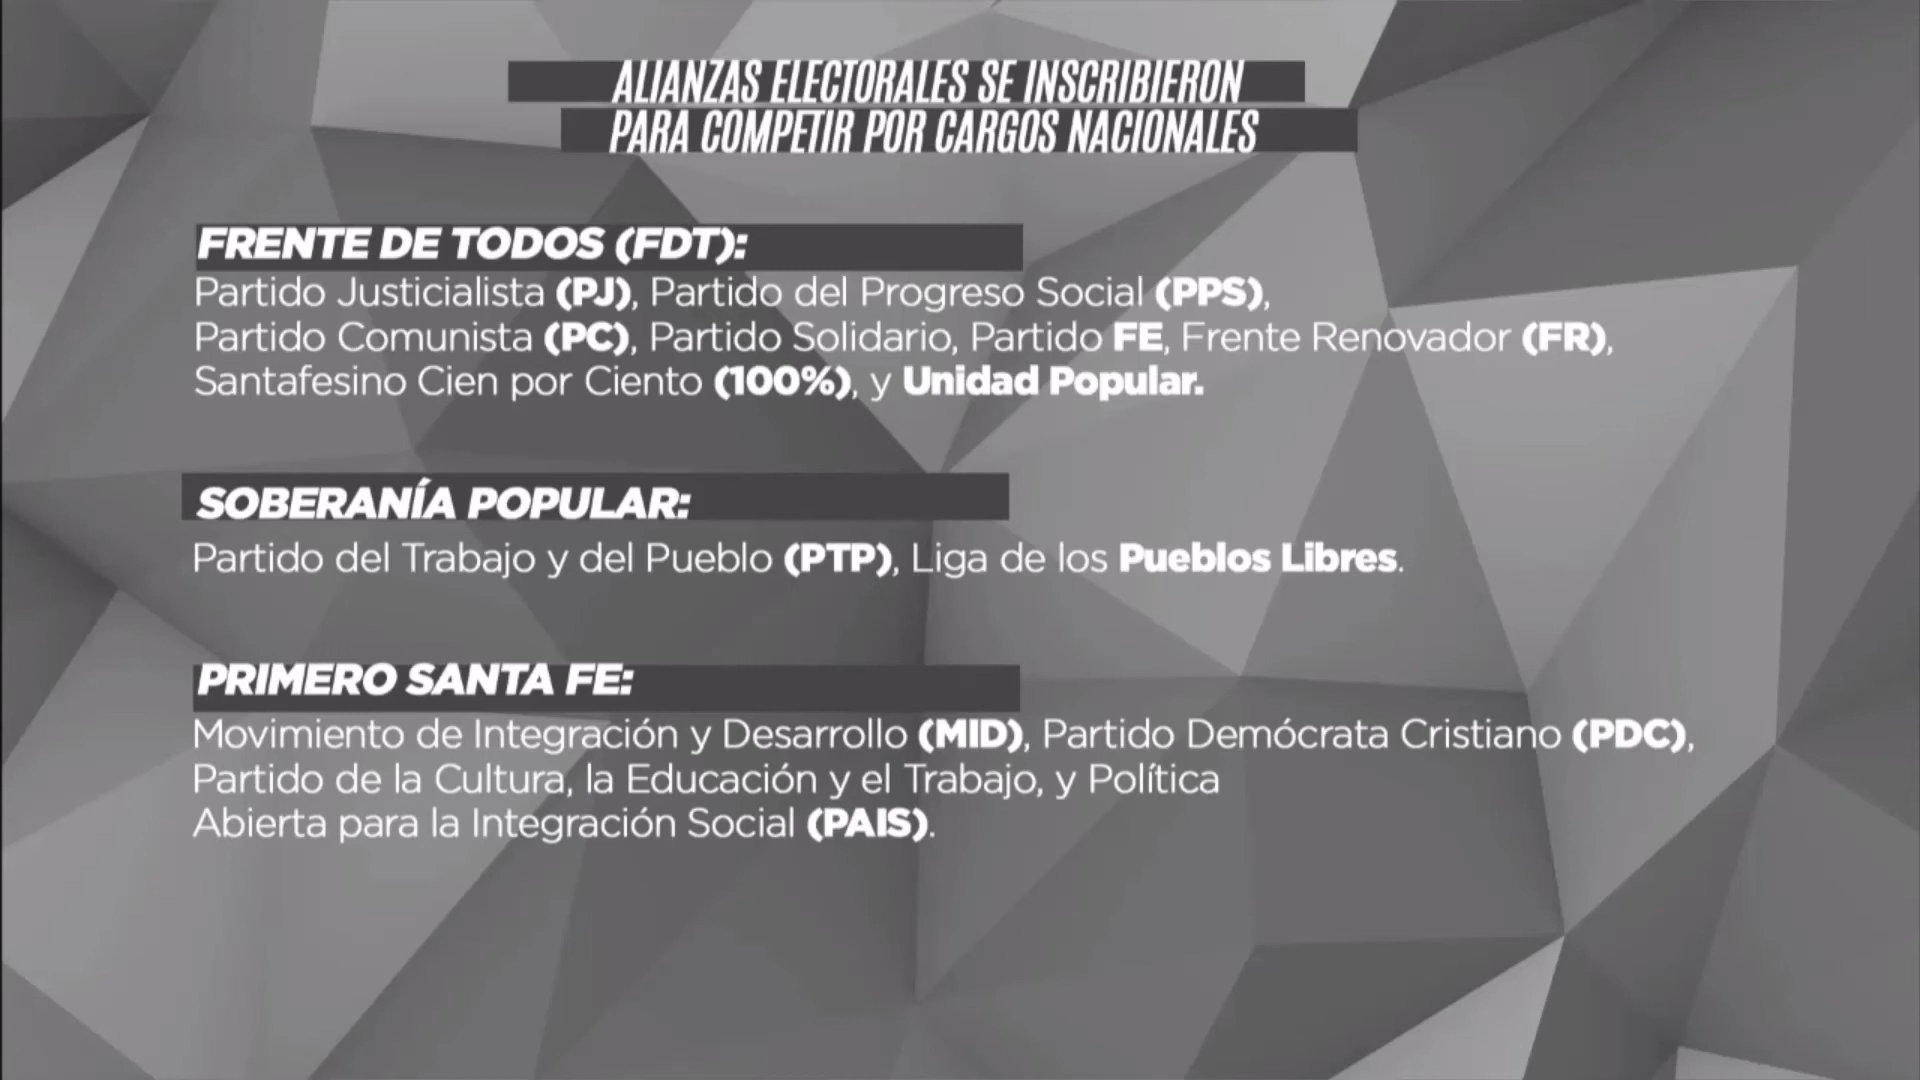 ALIANZAS ELECTORALES SE INSCRIBIERON
PARA COMPETIR POR CARGOS NACIONALES
FRENTE DE TODOS (FDT):
Partido Justicialista (PJ), Partido del Progreso Social (PPS),
Partido Comunista (PC), Partido Solidario, Partido FE, Frente Renovador (FR),
Santafesino Cien por Ciento (100%), y Unidad Popular.
SOBERANÍA POPULAR:
Partido del Trabajo y del Pueblo (PTP), Liga de los Pueblos Libres.
PRIMERO SANTA FE:
Movimiento de Integración y Desarrollo (MID), Partido Demócrata Cristiano (PDC),
Partido de la Cultura, la Educación y el Trabajo, y Política
Abierta para la Integración Social (PAIS).